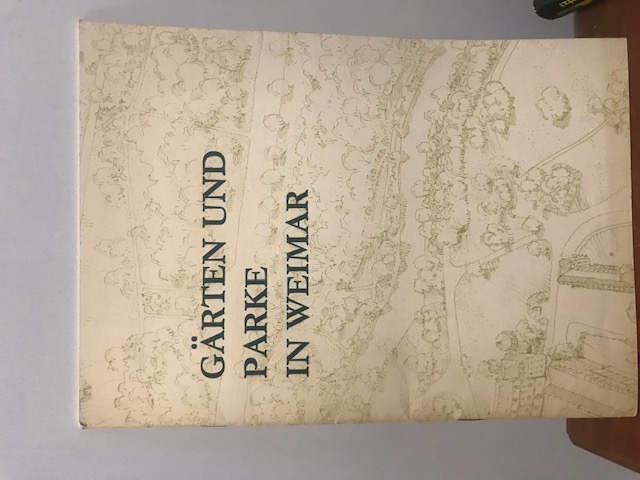 GÄRTEN UND
PARKE
IN WEIMAR